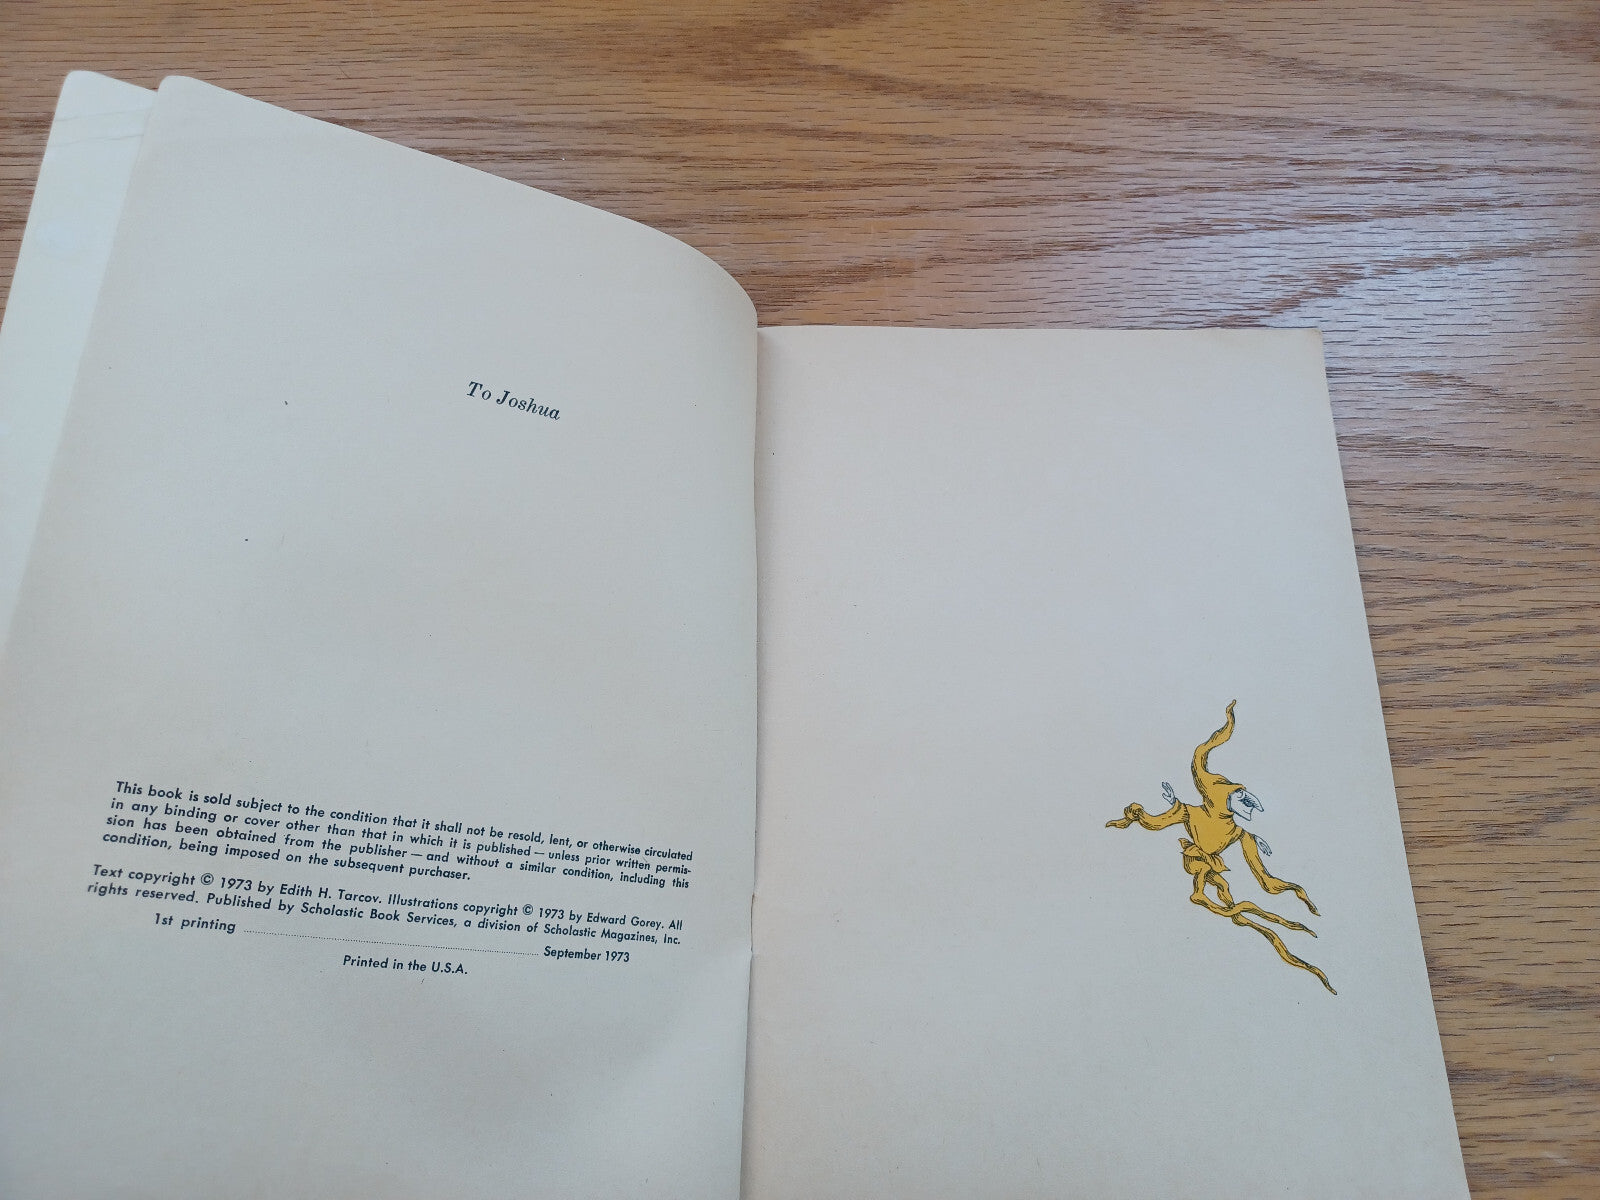 To Joshua
This book is sold subject to the condition that it shall not be resold, lent, or otherwise circulated
in any binding or cover other than that in which it is published — unless prior written permis-
sion has been obtained from the publisher — and without a similar condition, including this
condition, being imposed on the subsequent purchaser.
Text copyright © 1973 by Edith H. Tarcov. Illustrations copyright © 1973 by Edward Gorey. All
rights reserved. Published by Scholastic Book Services, a division of Scholastic Magazines, Inc.
1st printing ........................................................ September 1973
Printed in the U.S.A.